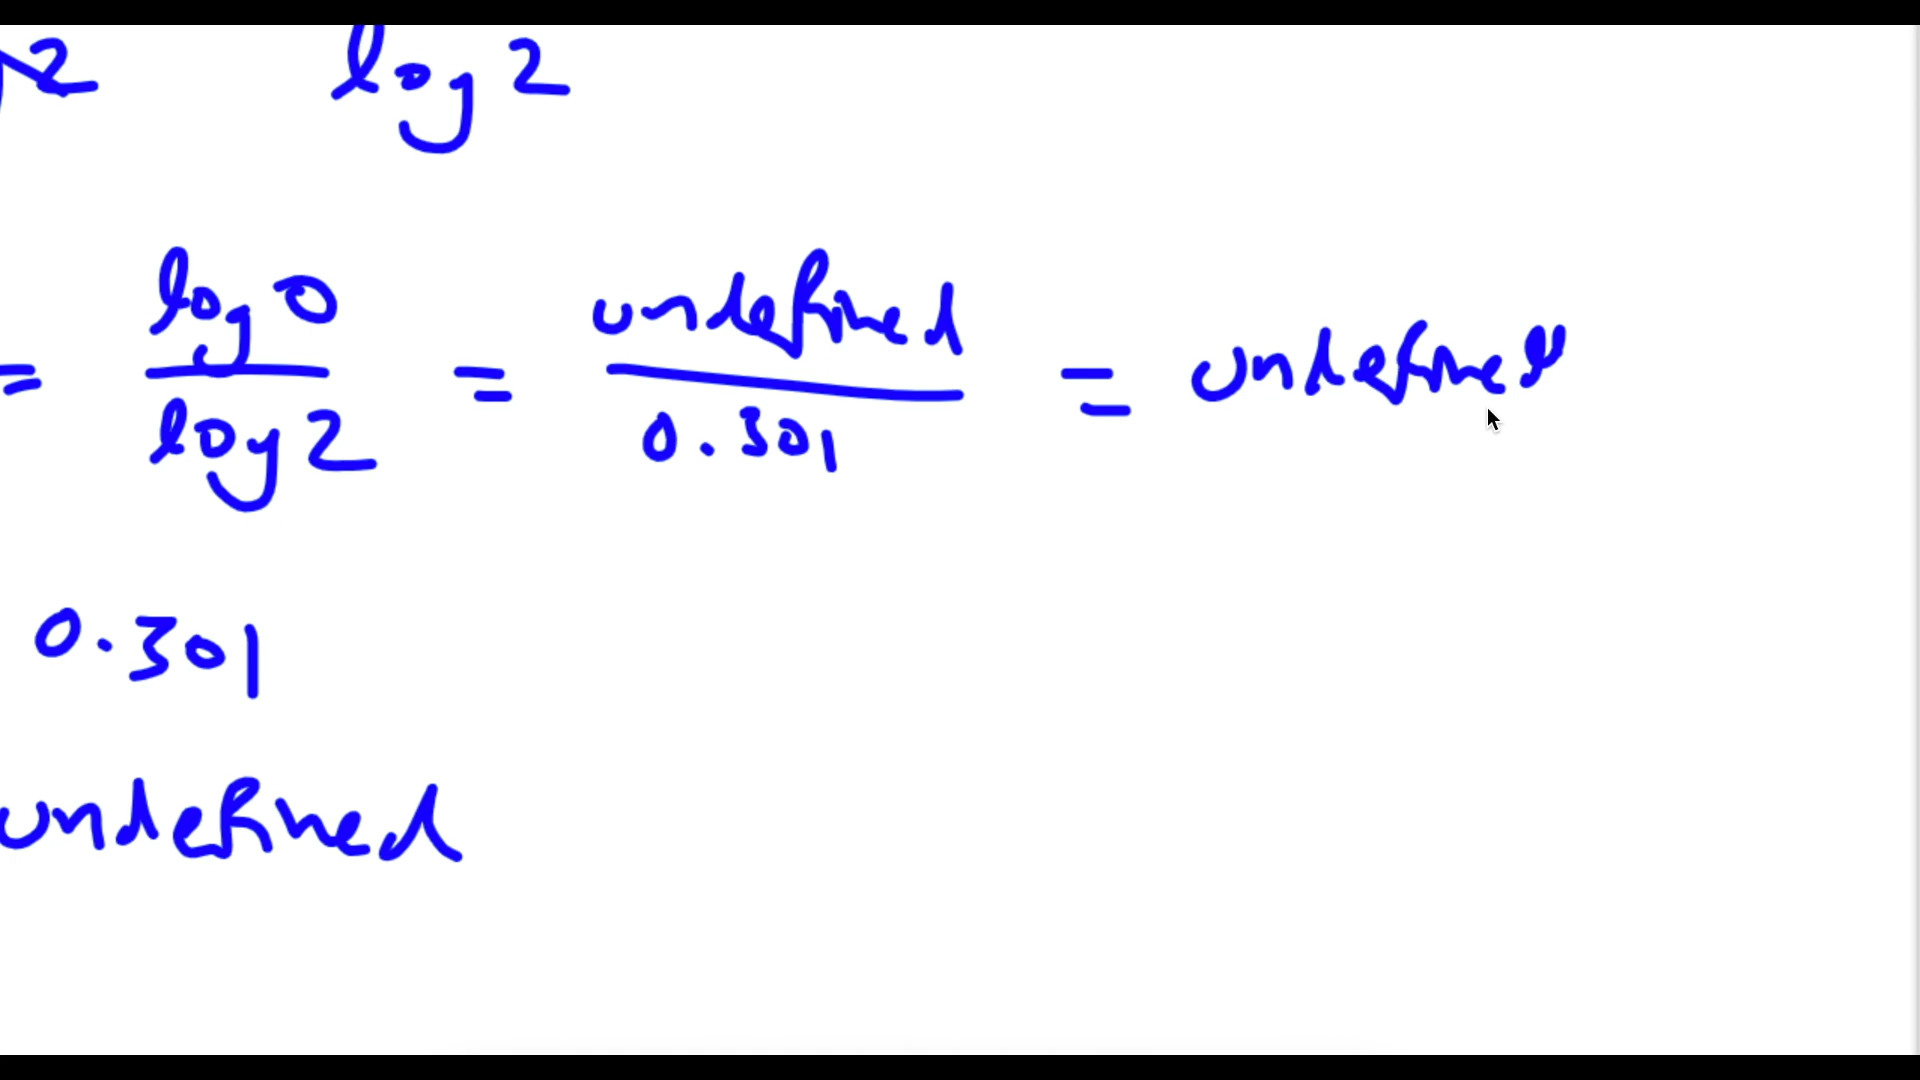 2 log 2
= log 0 / log 2 = undefined / 0.301 = undefined
0.301
undefined